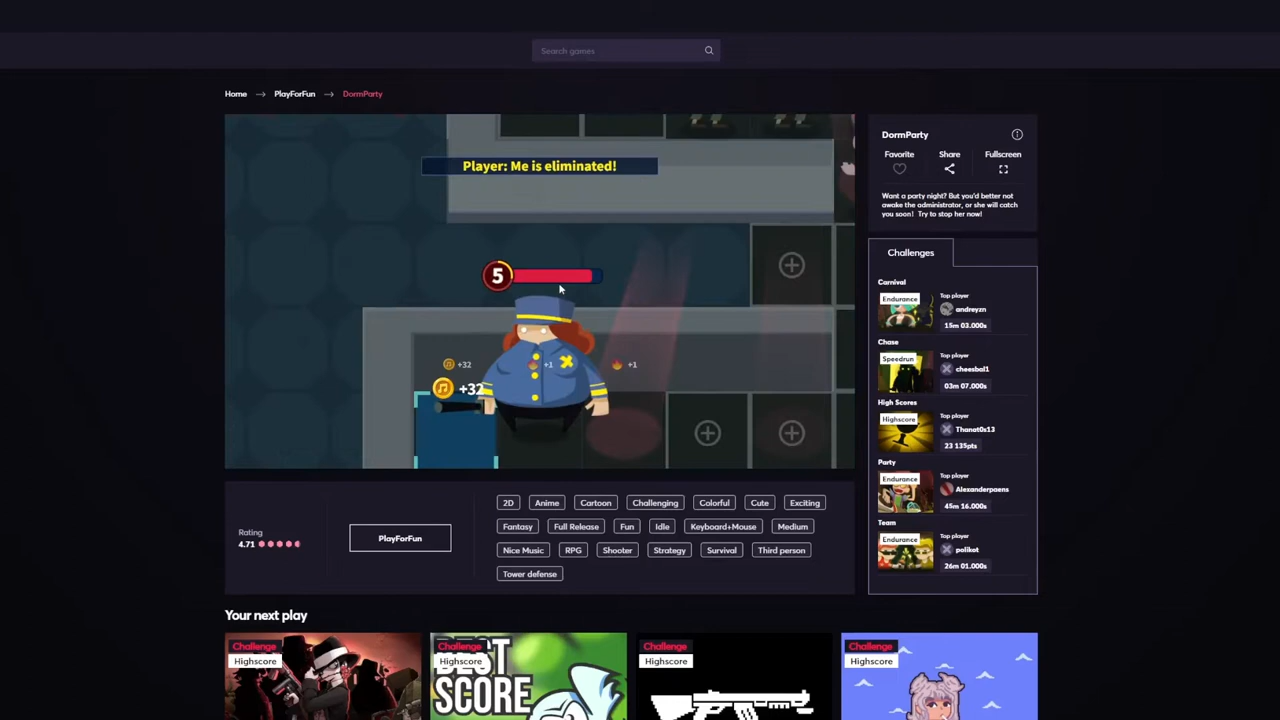 Search games
Home
PlayForFun
DormParty
Player: Me is eliminated!
5
+32
+1
+1
+32
DormParty
Favorite
Share
Fullscreen
Want a party night? But you'd better not
awake the administrator, or she will catch
you soon! Try to stop her now!
Challenges
Carnival
Endurance
Top player
andreyzn
15m 03.000s
Chase
Speedrun
Top player
cheesbal1
03m 07.000s
High Scores
Highscore
Top player
Thanat0s13
23 135pts
Party
Endurance
Top player
Alexanderpaens
45m 16.000s
Team
Endurance
Top player
polikot
26m 01.000s
Rating
4.71
PlayForFun
2D
Anime
Cartoon
Challenging
Colorful
Cute
Exciting
Fantasy
Full Release
Fun
Idle
Keyboard+Mouse
Medium
Nice Music
RPG
Shooter
Strategy
Survival
Third person
Tower defense
Your next play
Challenge
Highscore
Challenge
Highscore
BEST
SCORE
Challenge
Highscore
Challenge
Highscore